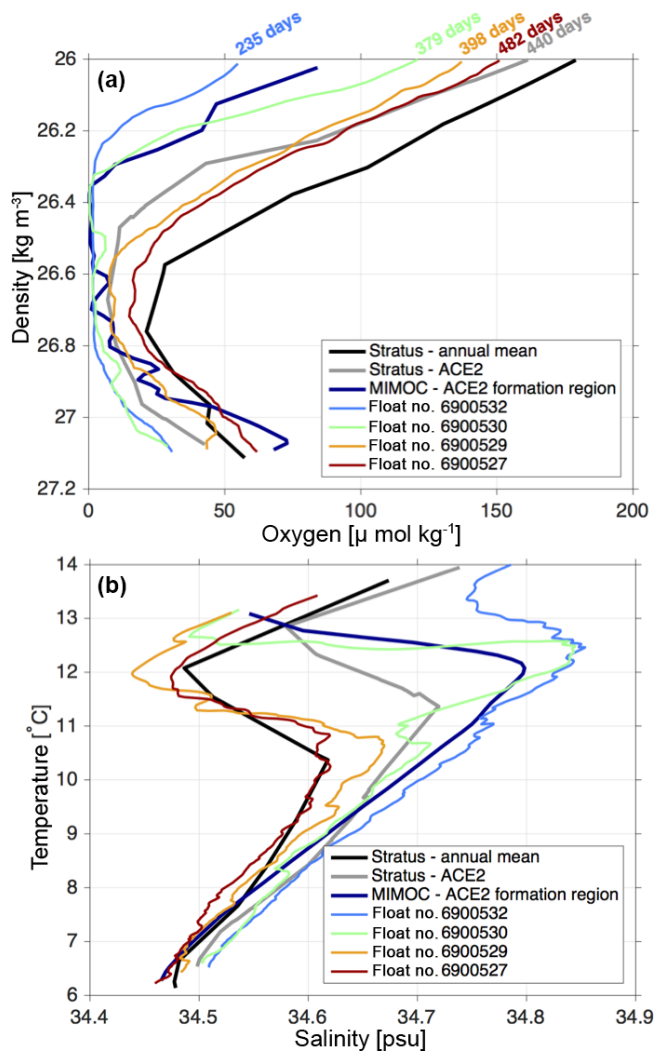 235 days
379 days
398 days
482 days
440 days
(a)
26
26.2
26.4
26.6
26.8
27
27.2
Density [kg m-3]
Stratus - annual mean
Stratus - ACE2
MIMOC - ACE2 formation region
Float no. 6900532
Float no. 6900530
Float no. 6900529
Float no. 6900527
0 50 100 150 200
Oxygen [µ mol kg-1]
(b)
14
13
12
11
10
9
8
7
6
Temperature [°C]
Stratus - annual mean
Stratus - ACE2
MIMOC - ACE2 formation region
Float no. 6900532
Float no. 6900530
Float no. 6900529
Float no. 6900527
34.4 34.5 34.6 34.7 34.8 34.9
Salinity [psu]